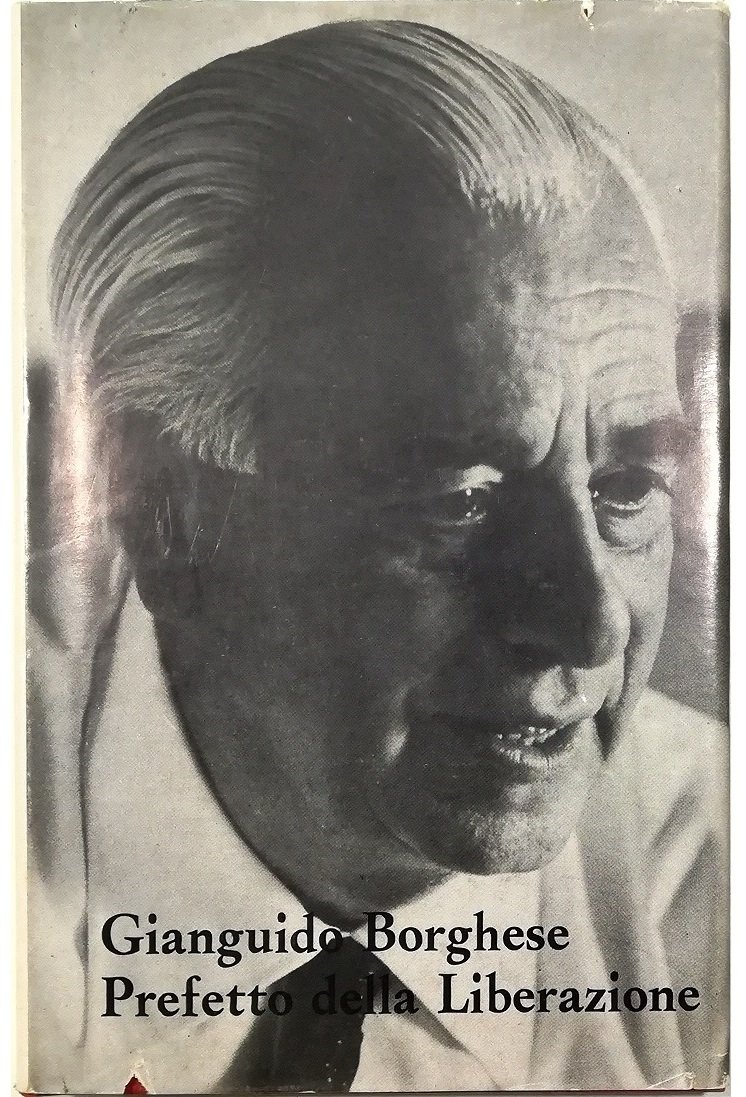 Gianguido Borghese
Prefetto della Liberazione